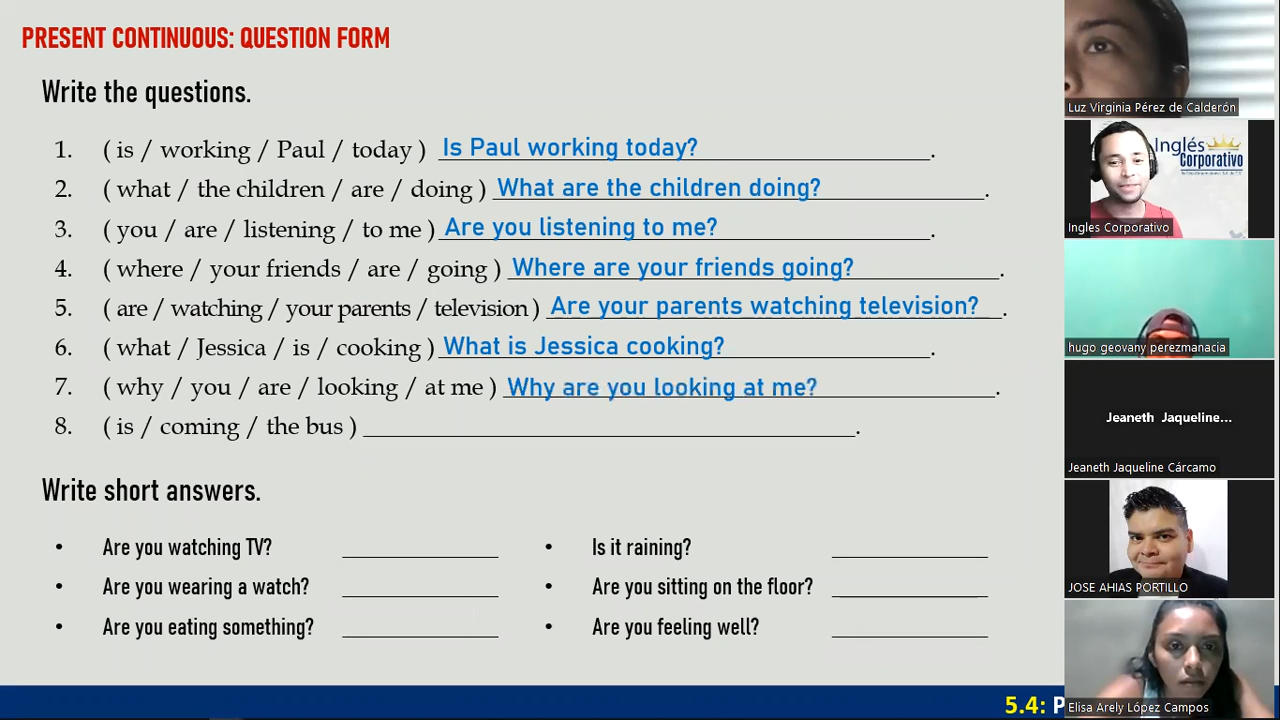 PRESENT CONTINUOUS: QUESTION FORM
Write the questions.
1. ( is / working / Paul / today ) Is Paul working today? .
2. ( what / the children / are / doing ) What are the children doing? .
3. ( you / are / listening / to me ) Are you listening to me? .
4. ( where / your friends / are / going ) Where are your friends going? .
5. ( are / watching / your parents / television ) Are your parents watching television? .
6. ( what / Jessica / is / cooking ) What is Jessica cooking? .
7. ( why / you / are / looking / at me ) Why are you looking at me? .
8. ( is / coming / the bus ) .
Write short answers.
• Are you watching TV?
• Are you wearing a watch?
• Are you eating something?
• Is it raining?
• Are you sitting on the floor?
• Are you feeling well?
5.4: P
Luz Virginia Pérez de Calderón
Inglés
Corporativo
Ingles Corporativo
hugo geovany perezmanacia
Jeaneth Jaqueline...
Jeaneth Jaqueline Cárcamo
JOSE AHIAS PORTILLO
Elisa Arely López Campos